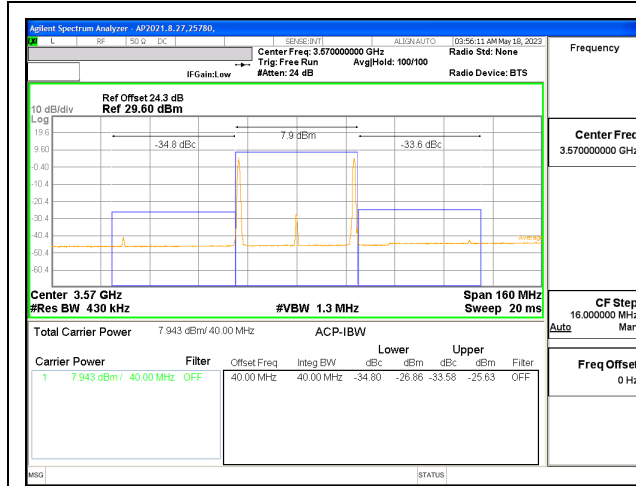 Agilent Spectrum Analyzer - AP2021.8.27,25780,
L RF 50 Ω DC SENSE:INT ALIGN AUTO 03:56:11 AM May 18, 2023
Center Freq: 3.570000000 GHz Radio Std: None
Trig: Free Run Avg|Hold: 100/100
IFGain:Low #Atten: 24 dB Radio Device: BTS
Frequency
Ref Offset 24.3 dB
10 dB/div Ref 29.60 dBm
Log
19.6
9.60
-0.400
-10.4
-20.4
-30.4
-40.4
-50.4
-60.4
-34.8 dBc 7.9 dBm -33.6 dBc
Average
Center Freq
3.570000000 GHz
Center 3.57 GHz Span 160 MHz
#Res BW 430 kHz #VBW 1.3 MHz Sweep 20 ms
CF Step
16.000000 MHz
Auto Man
Total Carrier Power 7.943 dBm/ 40.00 MHz ACP-IBW
Lower Upper
Carrier Power Filter Offset Freq Integ BW dBc dBm dBc dBm Filter
1 7.943 dBm / 40.00 MHz OFF 40.00 MHz 40.00 MHz -34.80 -26.86 -33.58 -25.63 OFF
Freq Offset
0 Hz
MSG STATUS